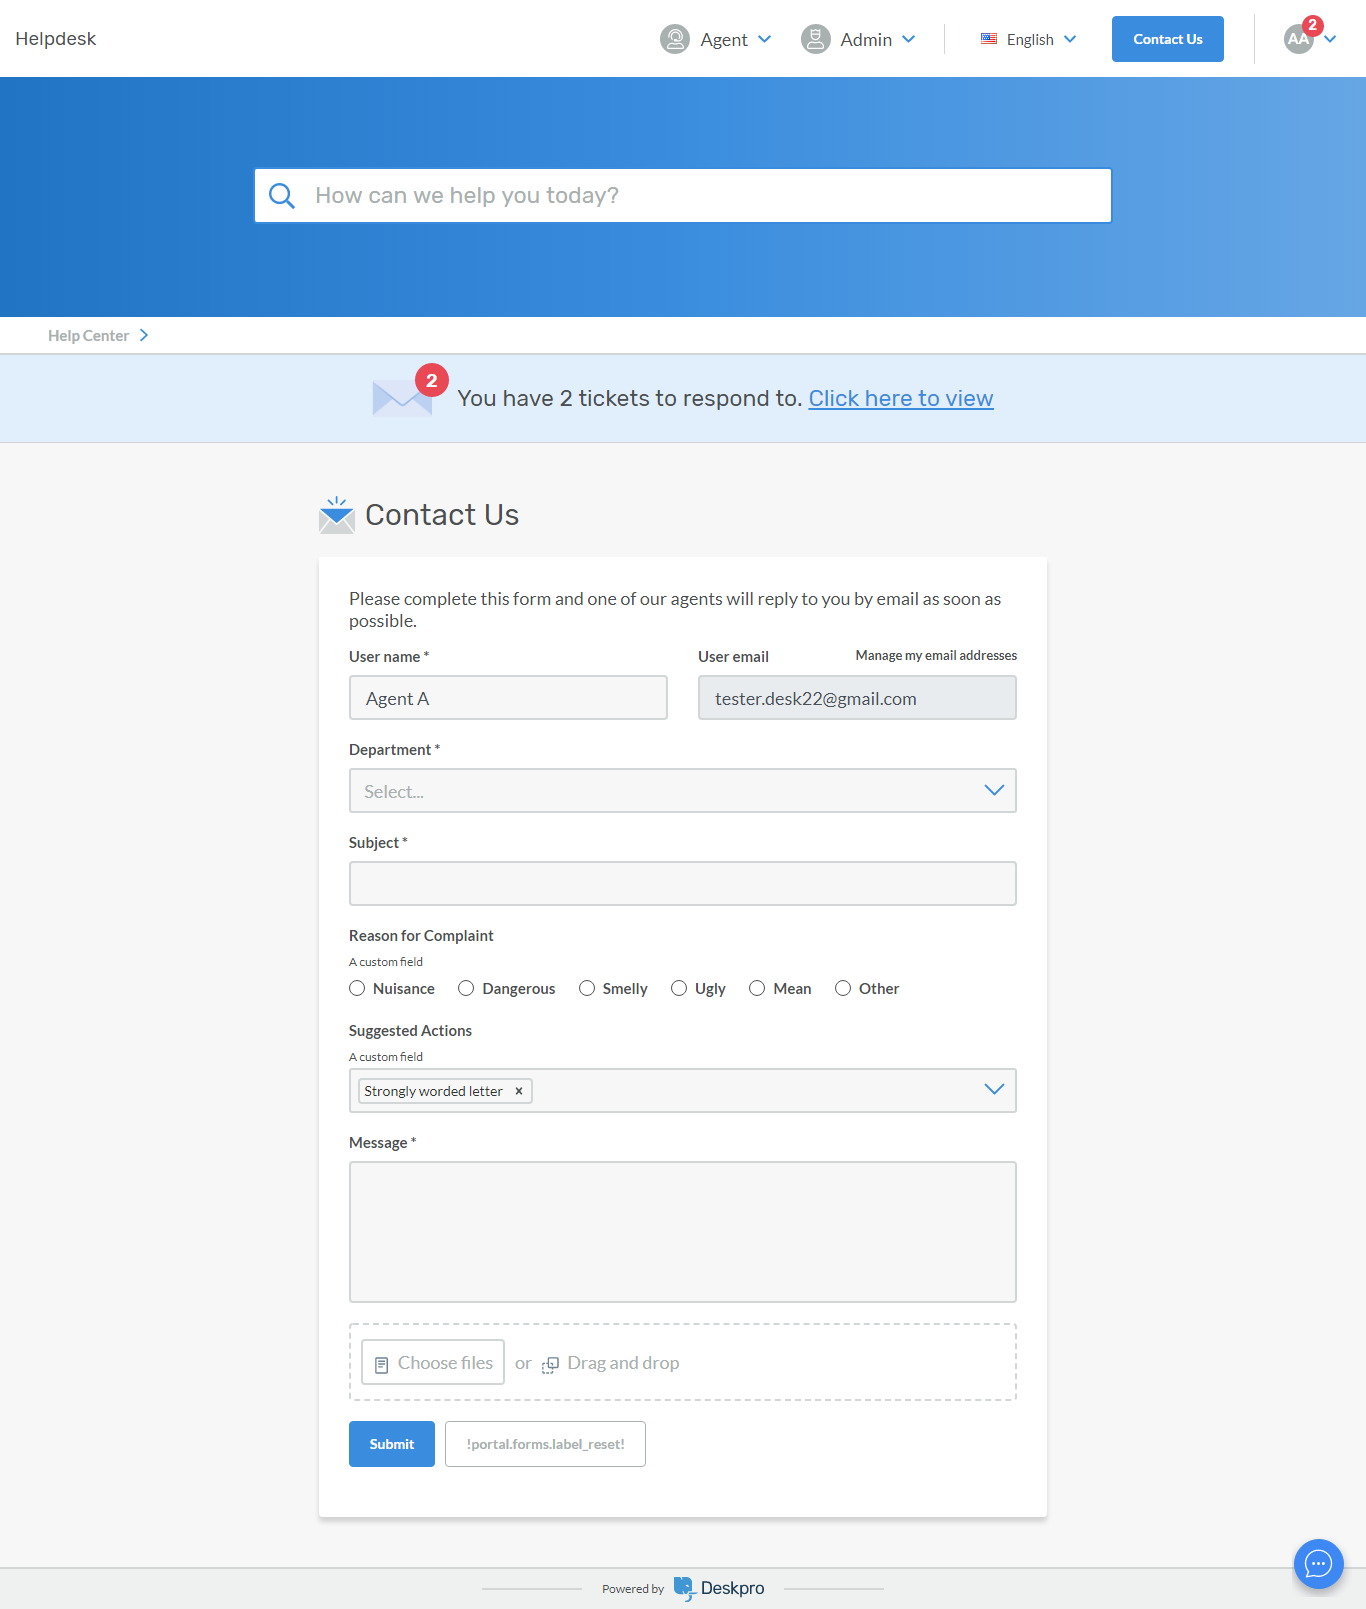 Helpdesk
Agent
Admin
English
Contact Us
AA
2
How can we help you today?
Help Center
2
You have 2 tickets to respond to. Click here to view
Contact Us
Please complete this form and one of our agents will reply to you by email as soon as
possible.
User name *
User email
Manage my email addresses
Agent A
tester.desk22@gmail.com
Department *
Select...
Subject *
Reason for Complaint
A custom field
Nuisance Dangerous Smelly Ugly Mean Other
Suggested Actions
A custom field
Strongly worded letter ×
Message *
Choose files or Drag and drop
Submit
!portal.forms.label_reset!
Powered by Deskpro